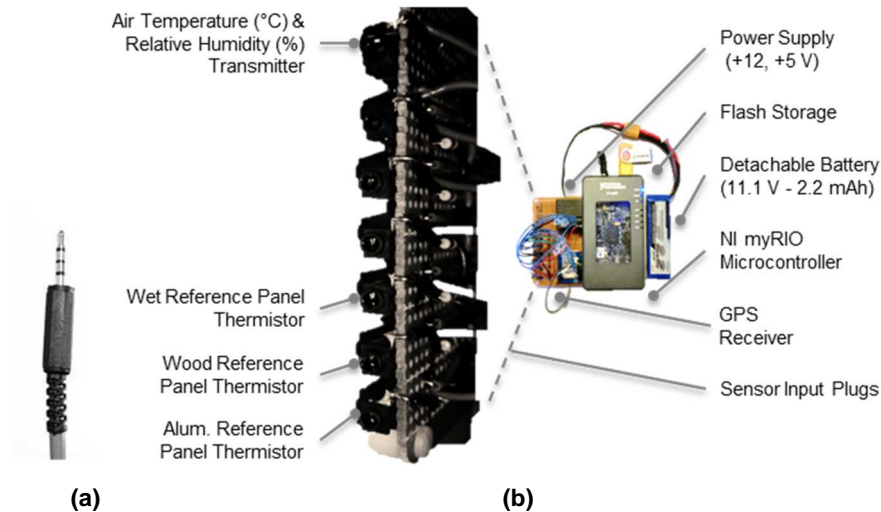 Air Temperature (°C) &
Relative Humidity (%)
Transmitter
Wet Reference Panel
Thermistor
Wood Reference
Panel Thermistor
Alum. Reference
Panel Thermistor
Power Supply
(+12, +5 V)
Flash Storage
Detachable Battery
(11.1 V - 2.2 mAh)
NI myRIO
Microcontroller
GPS
Receiver
Sensor Input Plugs
(a)
(b)